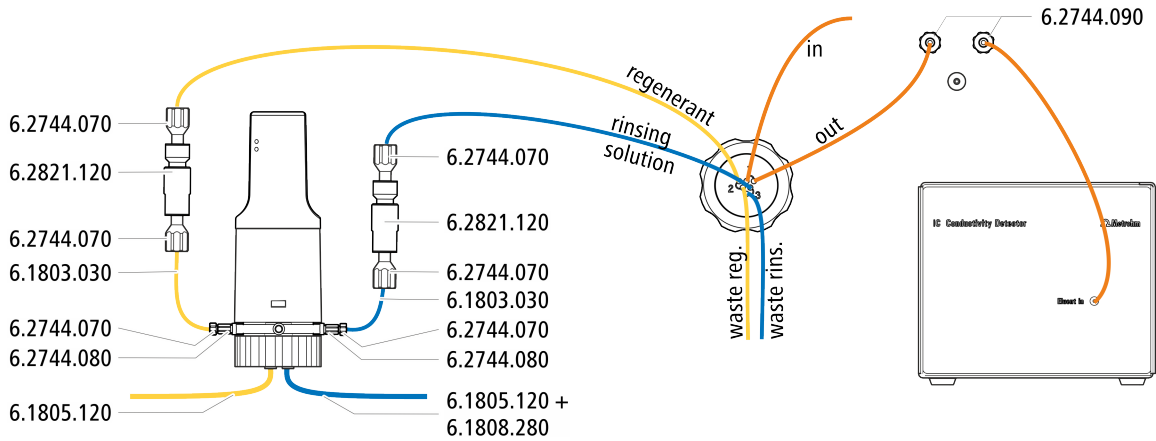 6.2744.070
6.2821.120
6.2744.070
6.1803.030
6.2744.070
6.2744.080
6.1805.120
6.2744.070
6.2821.120
6.2744.070
6.1803.030
6.2744.070
6.2744.080
6.1805.120 +
6.1808.280
regenerant
rinsing
solution
in
out
1
2
3
waste reg.
waste rins.
6.2744.090
IC Conductivity Detector
Metrohm
Eluent in